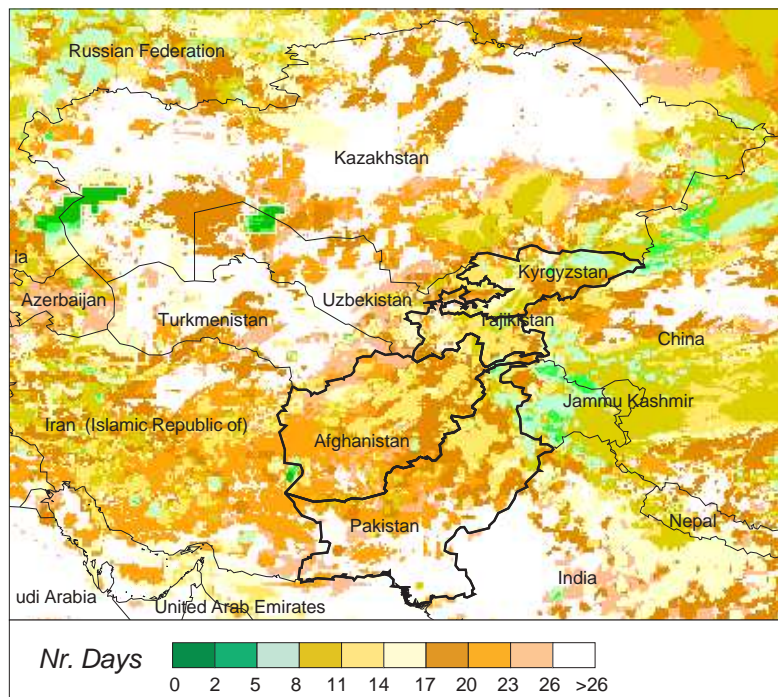 Russian Federation
Kazakhstan
ia
Kyrgyzstan
Azerbaijan
Uzbekistan
Turkmenistan
Tajikistan
China
Jammu Kashmir
Iran (Islamic Republic of)
Afghanistan
Pakistan
Nepal
India
udi Arabia
United Arab Emirates
Nr. Days
0 2 5 8 11 14 17 20 23 26 >26